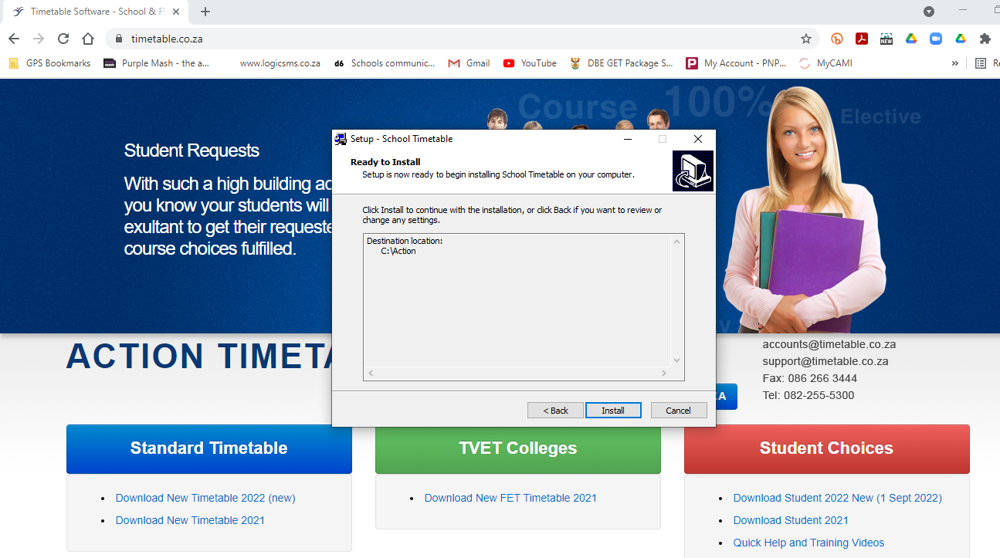 Timetable Software - School & F
timetable.co.za
NEW
GPS Bookmarks
Purple Mash - the a...
www.logicsms.co.za
d6 Schools communic...
Gmail
YouTube
DBE GET Package S...
My Account - PNP...
MyCAMI
»
Course 100% Elective
Student Requests
With such a high building ad
you know your students will
exultant to get their requeste
course choices fulfilled.
Setup - School Timetable
Ready to Install
Setup is now ready to begin installing School Timetable on your computer.
Click Install to continue with the installation, or click Back if you want to review or
change any settings.
Destination location:
C:\Action
< Back
Install
Cancel
ACTION TIMETA
accounts@timetable.co.za
support@timetable.co.za
Fax: 086 266 3444
Tel: 082-255-5300
ZA
Standard Timetable
Download New Timetable 2022 (new)
Download New Timetable 2021
TVET Colleges
Download New FET Timetable 2021
Student Choices
Download Student 2022 New (1 Sept 2022)
Download Student 2021
Quick Help and Training Videos